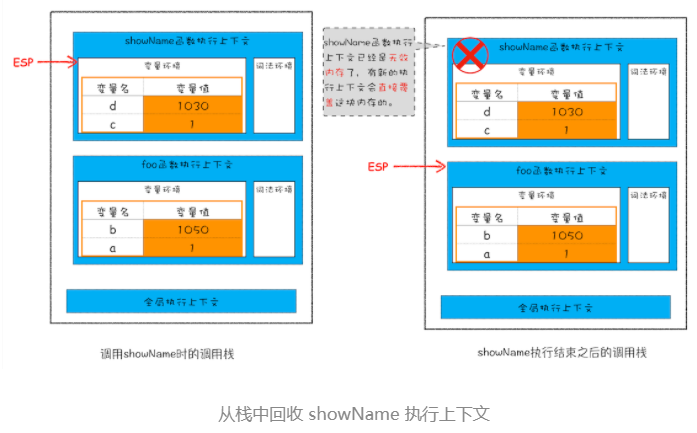 showName函数执行上下文
ESP
变量环境
词法环境
变量名 变量值
d 1030
c 1
foo函数执行上下文
变量环境
词法环境
变量名 变量值
b 1050
a 1
全局执行上下文
调用showName时的调用栈
showName函数执行
上下文已经是无效
内存了，有新的执
行上下文会直接覆
盖这块内存的。
showName函数执行上下文
变量环境
词法环境
变量名 变量值
d 1030
c 1
ESP
foo函数执行上下文
变量环境
词法环境
变量名 变量值
b 1050
a 1
全局执行上下文
showName执行结束之后的调用栈
从栈中回收 showName 执行上下文